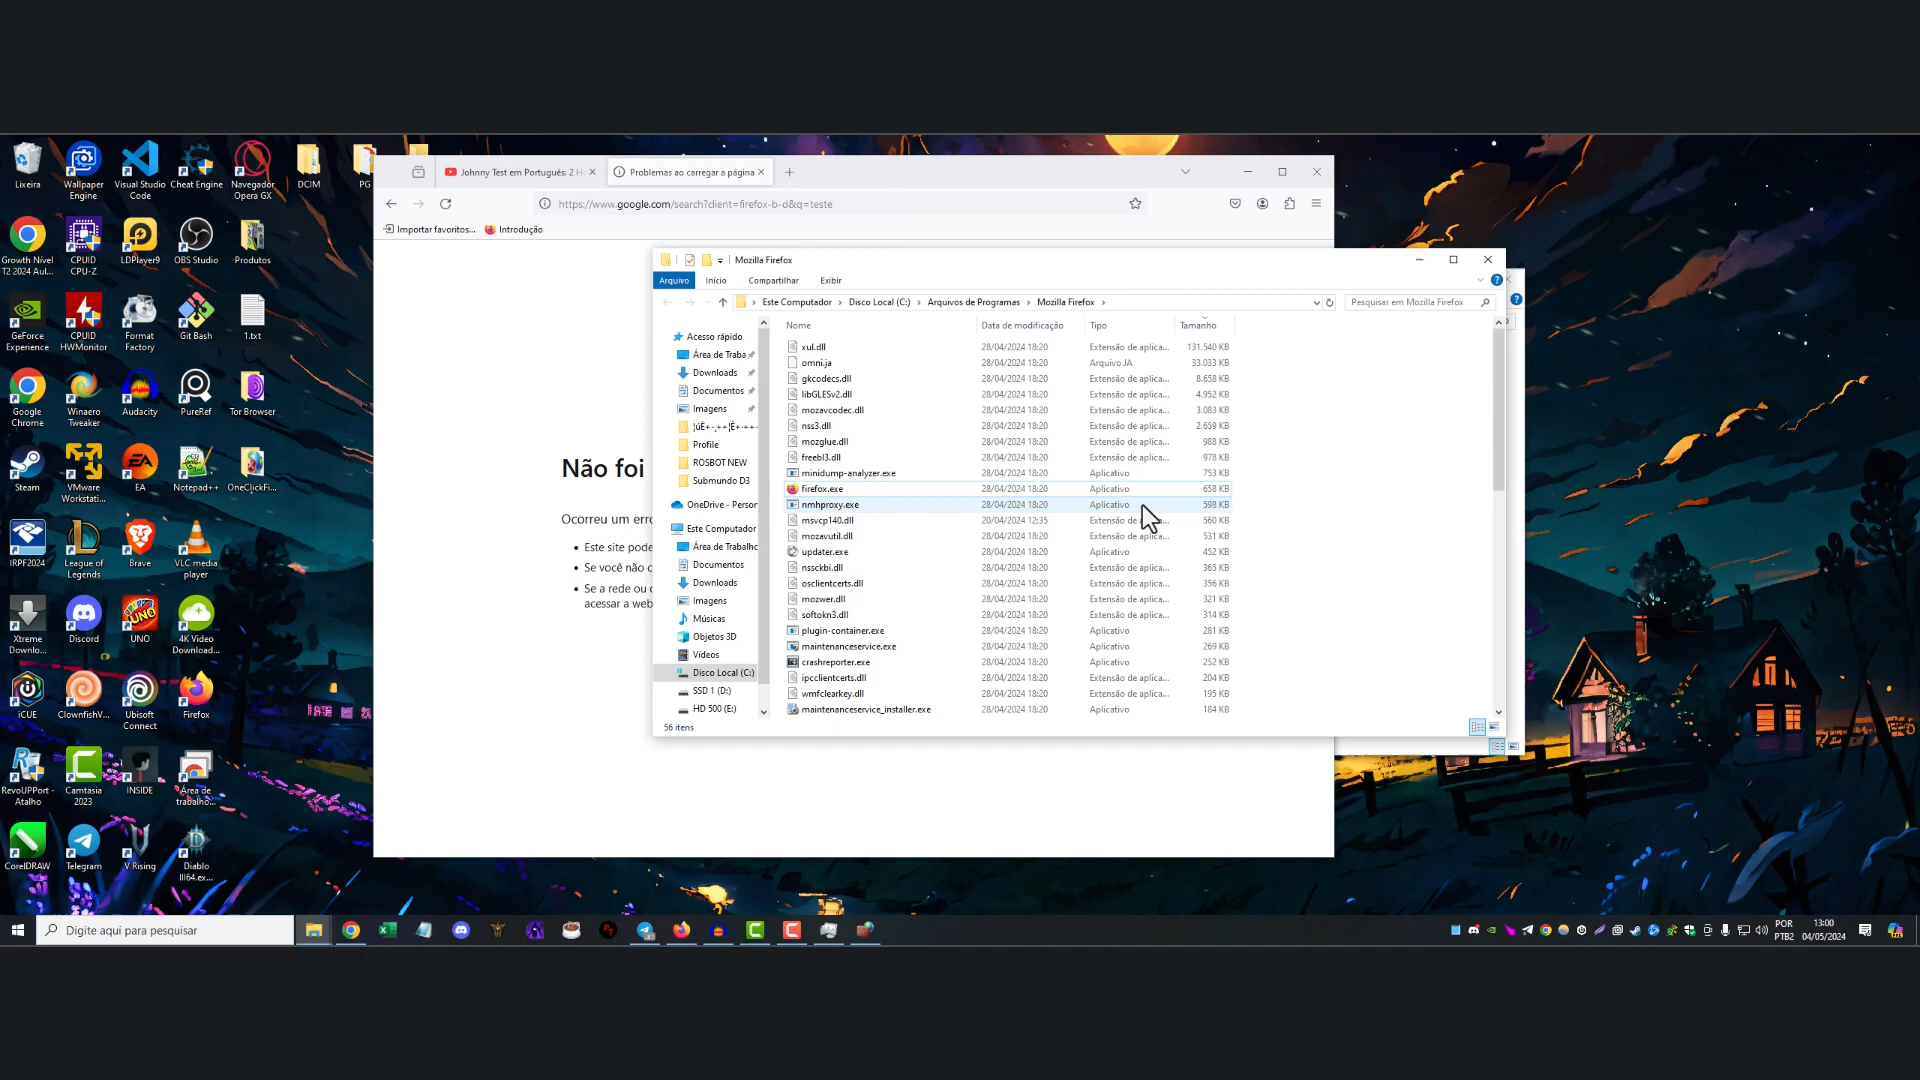 Lixeira
Wallpaper Engine
Visual Studio Code
Cheat Engine
Navegador Opera GX
DCIM
PG
Growth Nível T2 2024 Aul...
CPUID CPU-Z
LDPlayer9
OBS Studio
Produtos
GeForce Experience
CPUID HWMonitor
Format Factory
Git Bash
1.txt
Google Chrome
Winaero Tweaker
Audacity
PureRef
Tor Browser
Steam
VMware Workstati...
EA
Notepad++
OneClickFi...
IRPF2024
League of Legends
Brave
VLC media player
Xtreme Downlo...
Discord
UNO
4K Video Download...
iCUE
ClownfishV...
Ubisoft Connect
Firefox
RevoUPPort - Atalho
Camtasia 2023
INSIDE
Área de trabalho...
CorelDRAW
Telegram
V Rising
Diablo III64.ex...
Johnny Test em Português: 2 H
Problemas ao carregar a página
https://www.google.com/search?client=firefox-b-d&q=teste
Importar favoritos...
Introdução
Não foi
Ocorreu um erro
Este site pode
Se você não c
Se a rede ou o
acessar a web
Mozilla Firefox
Arquivo Início Compartilhar Exibir
Este Computador > Disco Local (C:) > Arquivos de Programas > Mozilla Firefox >
Pesquisar em Mozilla Firefox
Acesso rápido
Área de Traba
Downloads
Documentos
Imagens
Profile
ROSBOT NEW
Submundo D3
OneDrive - Person
Este Computador
Área de Trabalho
Documentos
Downloads
Imagens
Músicas
Objetos 3D
Vídeos
Disco Local (C:)
SSD 1 (D:)
HD 500 (E:)
Nome Data de modificação Tipo Tamanho
xul.dll 28/04/2024 18:20 Extensão de aplica... 131.540 KB
omni.ja 28/04/2024 18:20 Arquivo JA 33.033 KB
gkcodecs.dll 28/04/2024 18:20 Extensão de aplica... 8.658 KB
libGLESv2.dll 28/04/2024 18:20 Extensão de aplica... 4.952 KB
mozavcodec.dll 28/04/2024 18:20 Extensão de aplica... 3.083 KB
nss3.dll 28/04/2024 18:20 Extensão de aplica... 2.659 KB
mozglue.dll 28/04/2024 18:20 Extensão de aplica... 988 KB
freebl3.dll 28/04/2024 18:20 Extensão de aplica... 978 KB
minidump-analyzer.exe 28/04/2024 18:20 Aplicativo 753 KB
firefox.exe 28/04/2024 18:20 Aplicativo 658 KB
nmhproxy.exe 28/04/2024 18:20 Aplicativo 598 KB
msvcp140.dll 20/04/2024 12:35 Extensão de aplica... 560 KB
mozavutil.dll 28/04/2024 18:20 Extensão de aplica... 531 KB
updater.exe 28/04/2024 18:20 Aplicativo 452 KB
nssckbi.dll 28/04/2024 18:20 Extensão de aplica... 365 KB
osclientcerts.dll 28/04/2024 18:20 Extensão de aplica... 356 KB
mozwer.dll 28/04/2024 18:20 Extensão de aplica... 321 KB
softokn3.dll 28/04/2024 18:20 Extensão de aplica... 314 KB
plugin-container.exe 28/04/2024 18:20 Aplicativo 281 KB
maintenanceservice.exe 28/04/2024 18:20 Aplicativo 269 KB
crashreporter.exe 28/04/2024 18:20 Aplicativo 252 KB
ipcclientcerts.dll 28/04/2024 18:20 Extensão de aplica... 204 KB
wmfclearkey.dll 28/04/2024 18:20 Extensão de aplica... 195 KB
maintenanceservice_installer.exe 28/04/2024 18:20 Aplicativo 184 KB
56 itens
Digite aqui para pesquisar
POR
PTB2
13:00
04/05/2024